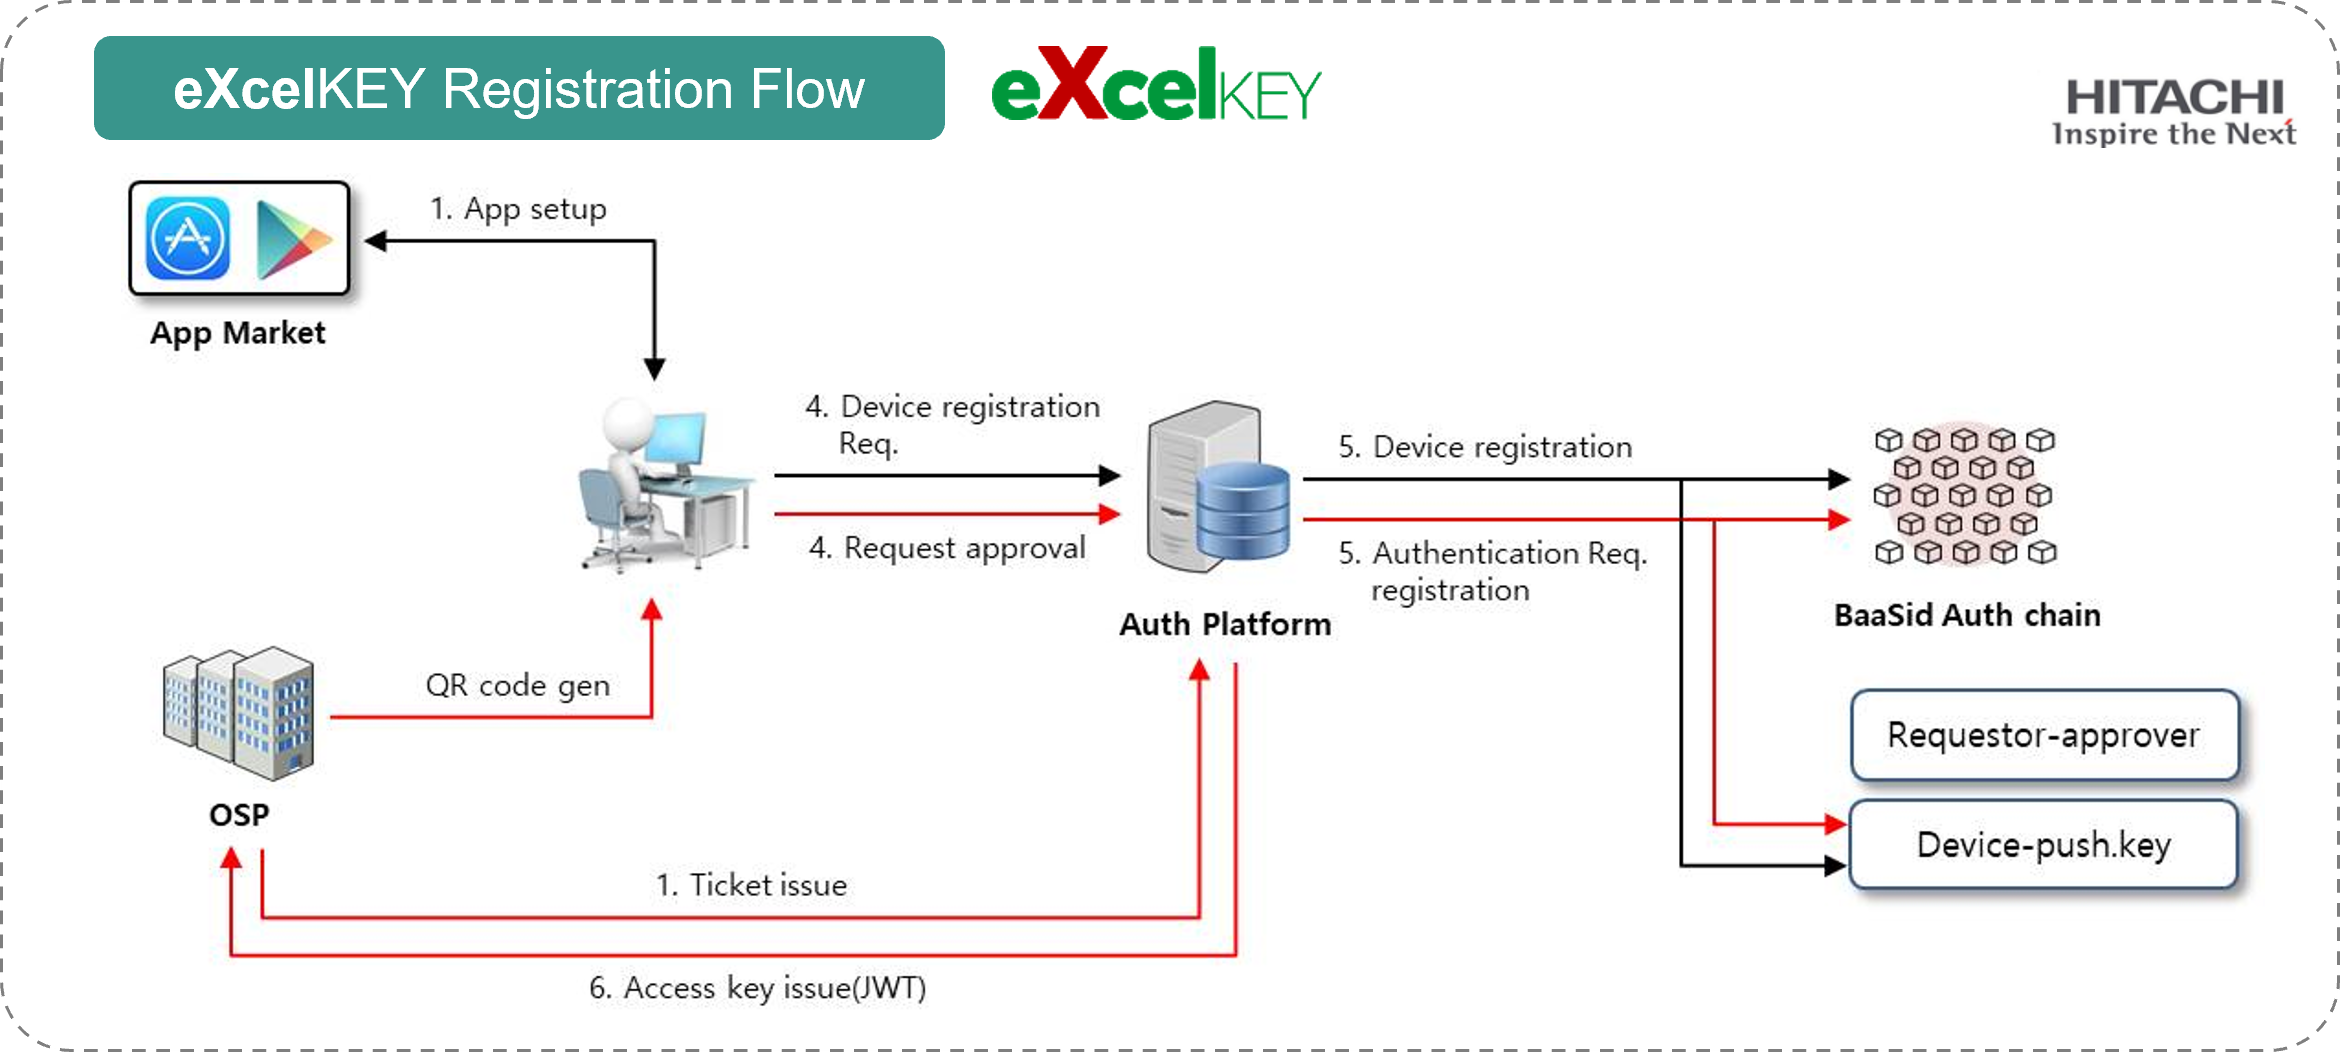 eXcelKEY Registration Flow
eXcelKEY
HITACHI
Inspire the Next
1. App setup
App Market
4. Device registration
Req.
5. Device registration
4. Request approval
5. Authentication Req.
registration
Auth Platform
BaaSid Auth chain
QR code gen
Requestor-approver
OSP
Device-push.key
1. Ticket issue
6. Access key issue(JWT)